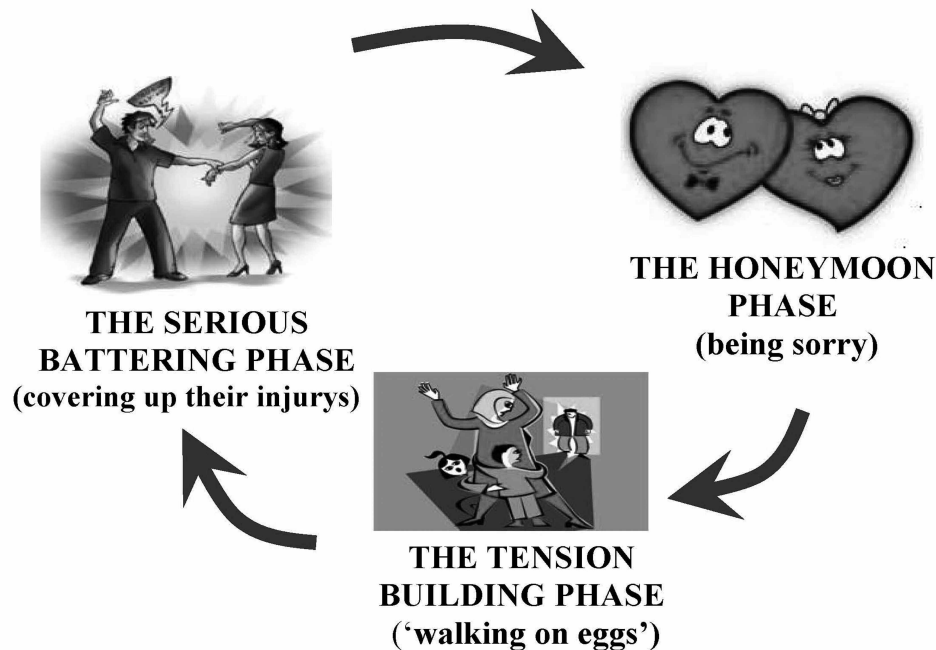 THE HONEYMOON
PHASE
(being sorry)
THE SERIOUS
BATTERING PHASE
(covering up their injurys)
THE TENSION
BUILDING PHASE
(‘walking on eggs’)